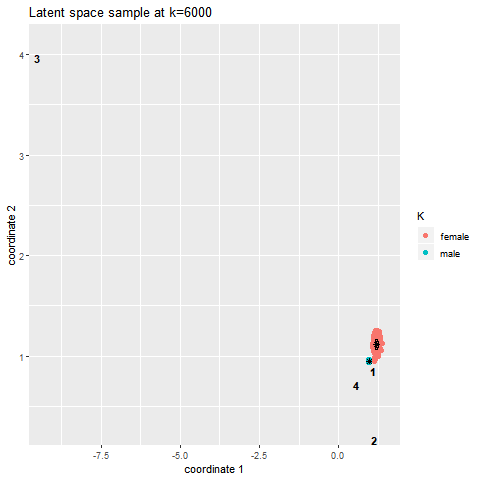 Latent space sample at k=6000
3
4
3
2
1
1
4
2
-7.5 -5.0 -2.5 0.0
coordinate 1
coordinate 2
K
female
male